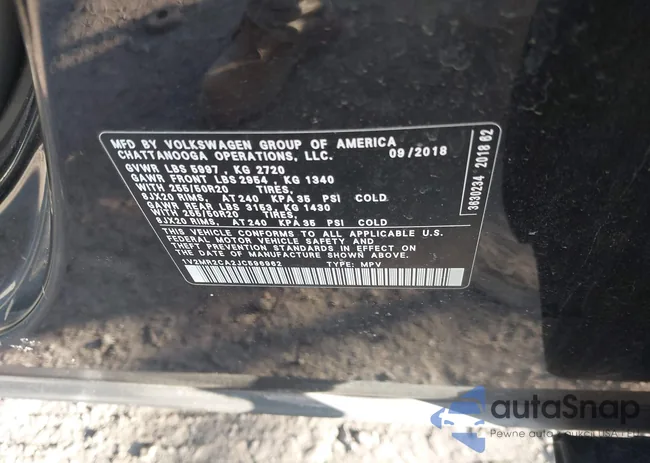 MFD BY VOLKSWAGEN GROUP OF AMERICA
CHATTANOOGA OPERATIONS, LLC. 09/2018
GVWR LBS 5997, KG 2720
GAWR FRONT LBS 2954, KG 1340
WITH 255/50R20 TIRES,
8JX20 RIMS, AT 240 KPA 35 PSI COLD
GAWR REAR LBS 3153, KG 1430
WITH 255/50R20 TIRES,
8JX20 RIMS, AT 240 KPA 35 PSI COLD
THIS VEHICLE CONFORMS TO ALL APPLICABLE U.S.
FEDERAL MOTOR VEHICLE SAFETY AND
THEFT PREVENTION STANDARDS IN EFFECT ON
THE DATE OF MANUFACTURE SHOWN ABOVE.
TYPE: MPV
3630234 2018 62
autoSnap
Pewne auto z USA